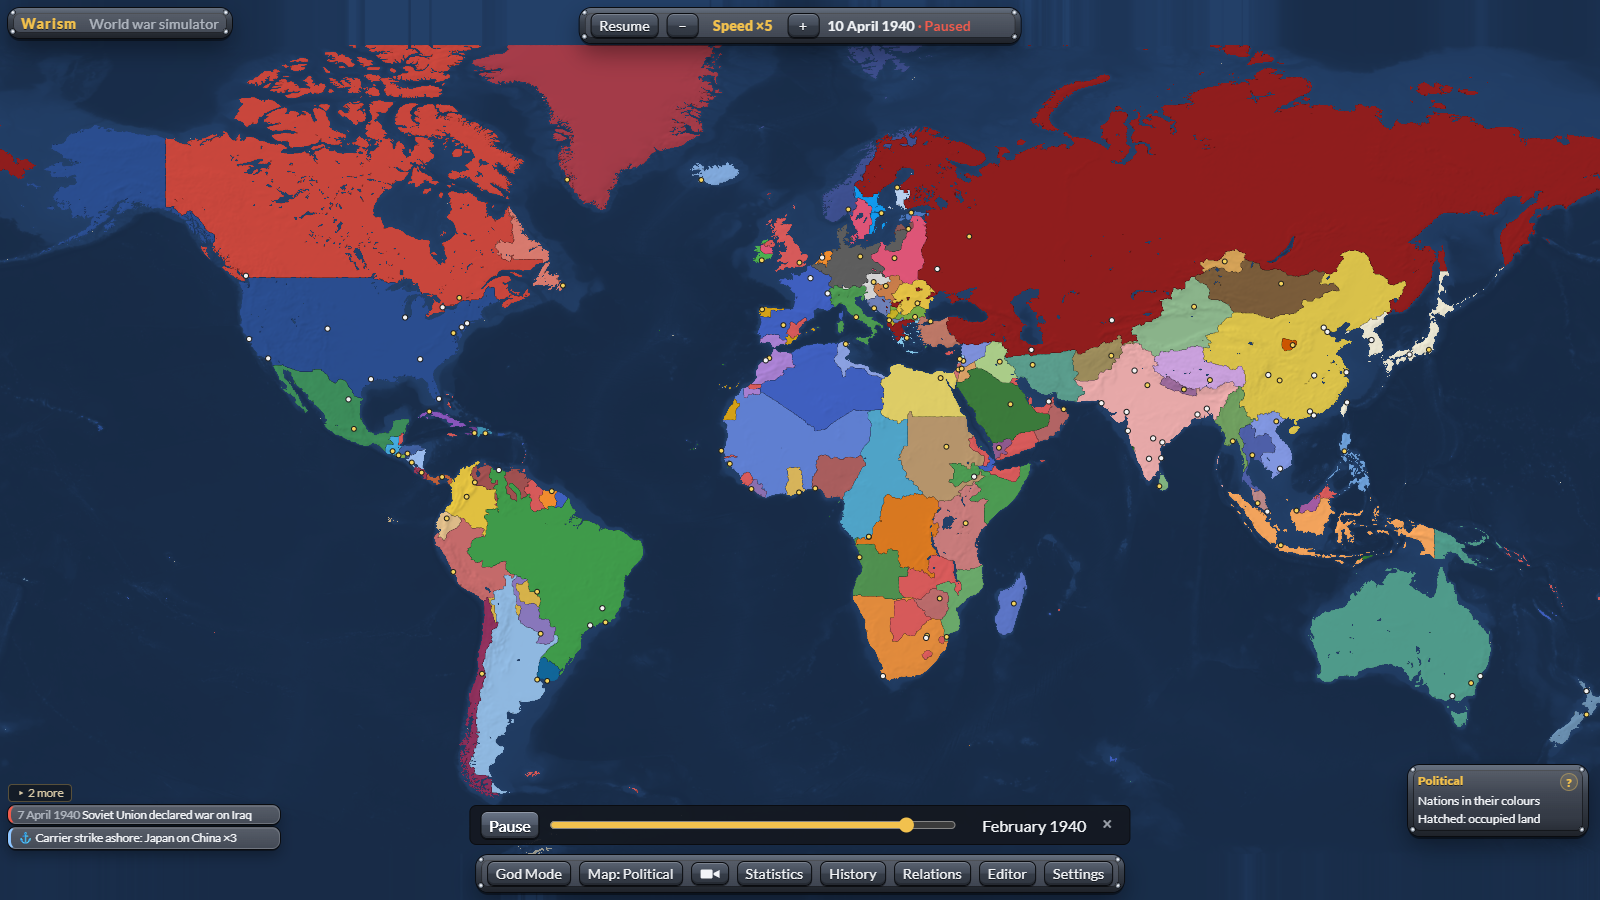 Warism World war simulator
Resume − Speed ×5 + 10 April 1940 · Paused
▸ 2 more
7 April 1940 Soviet Union declared war on Iraq
Carrier strike ashore: Japan on China ×3
Pause February 1940 ×
God Mode Map: Political Statistics History Relations Editor Settings
Political ?
Nations in their colours
Hatched: occupied land